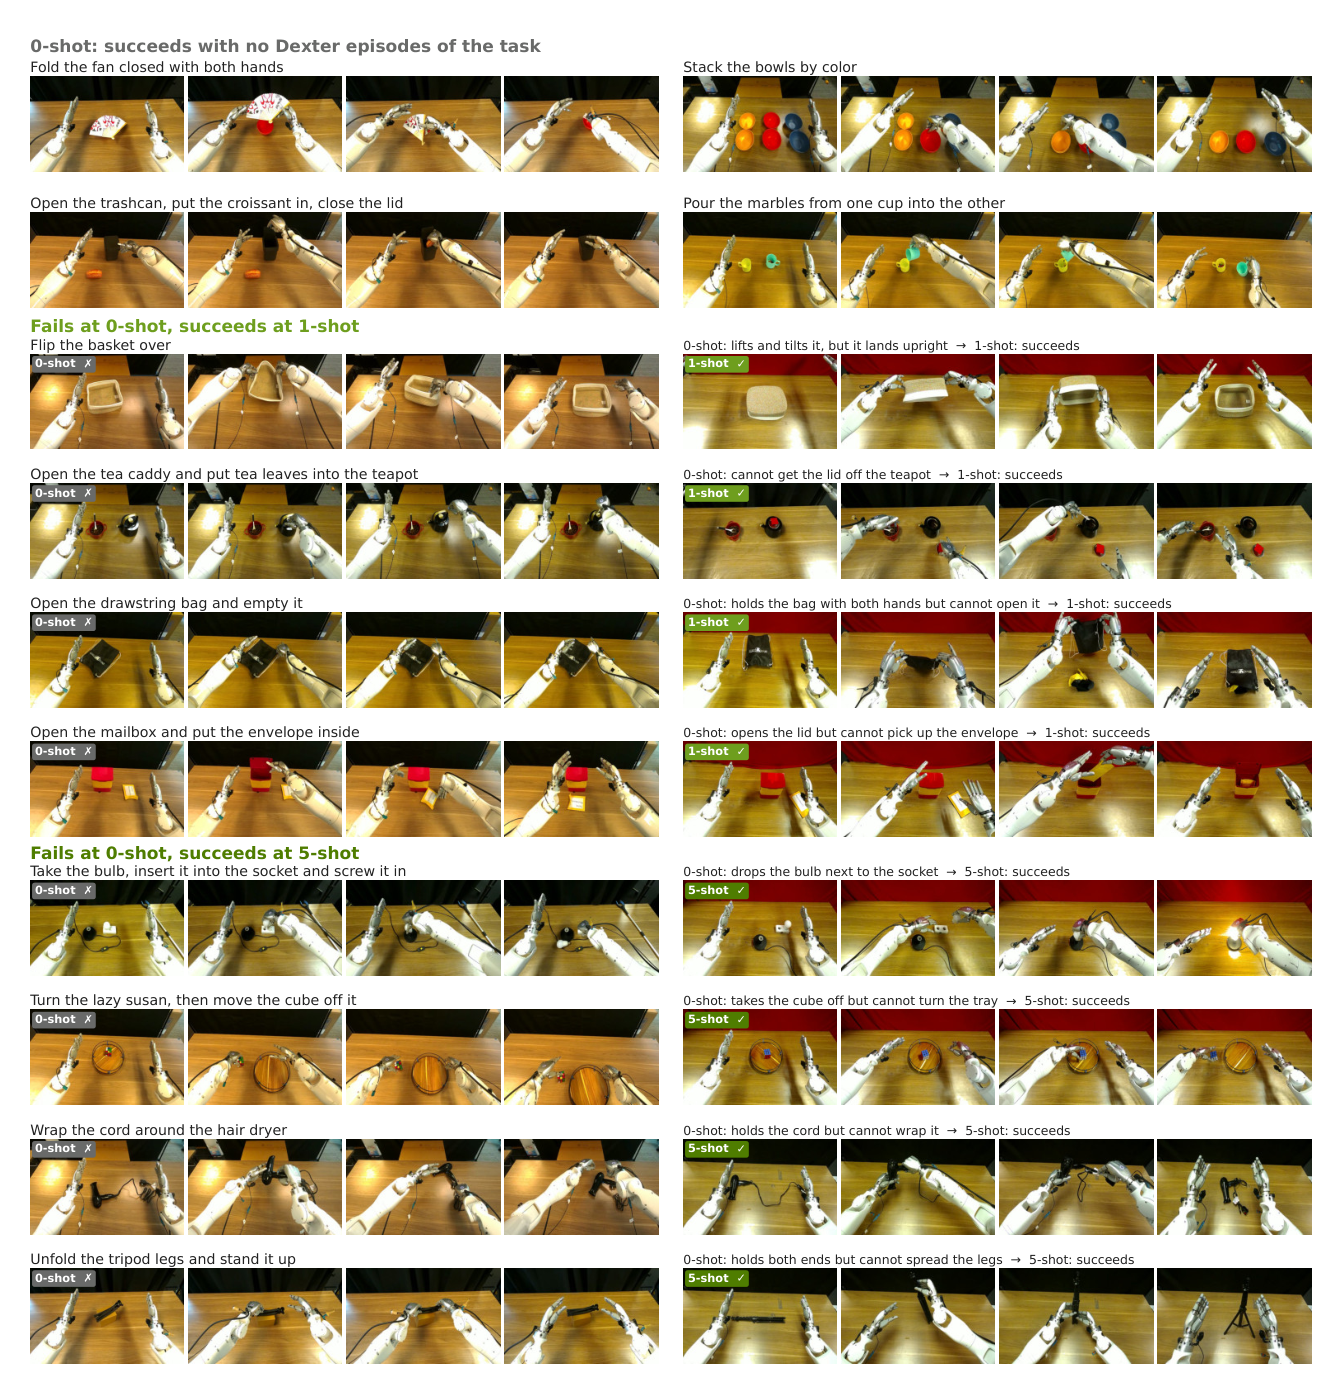 0-shot: succeeds with no Dexter episodes of the task
Fold the fan closed with both hands
Stack the bowls by color
Open the trashcan, put the croissant in, close the lid
Pour the marbles from one cup into the other
Fails at 0-shot, succeeds at 1-shot
Flip the basket over
0-shot: lifts and tilts it, but it lands upright → 1-shot: succeeds
0-shot ✗
1-shot ✓
Open the tea caddy and put tea leaves into the teapot
0-shot: cannot get the lid off the teapot → 1-shot: succeeds
0-shot ✗
1-shot ✓
Open the drawstring bag and empty it
0-shot: holds the bag with both hands but cannot open it → 1-shot: succeeds
0-shot ✗
1-shot ✓
Open the mailbox and put the envelope inside
0-shot: opens the lid but cannot pick up the envelope → 1-shot: succeeds
0-shot ✗
1-shot ✓
Fails at 0-shot, succeeds at 5-shot
Take the bulb, insert it into the socket and screw it in
0-shot: drops the bulb next to the socket → 5-shot: succeeds
0-shot ✗
5-shot ✓
Turn the lazy susan, then move the cube off it
0-shot: takes the cube off but cannot turn the tray → 5-shot: succeeds
0-shot ✗
5-shot ✓
Wrap the cord around the hair dryer
0-shot: holds the cord but cannot wrap it → 5-shot: succeeds
0-shot ✗
5-shot ✓
Unfold the tripod legs and stand it up
0-shot: holds both ends but cannot spread the legs → 5-shot: succeeds
0-shot ✗
5-shot ✓